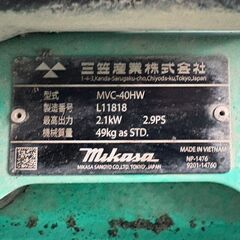 三笠産業株式会社
1-4-3,Kanda-Sarugaku-cho,Chiyoda-ku,Tokyo,Japan
型式 MVC-40HW
製造番号 L11818
最高出力 2.1kW 2.9PS
機械質量 49kg as STD.
Mikasa
MIKASA SANGYO CO.,LTD. TOKYO, JAPAN
MADE IN VIETNAM
NP-1476
9201-14760